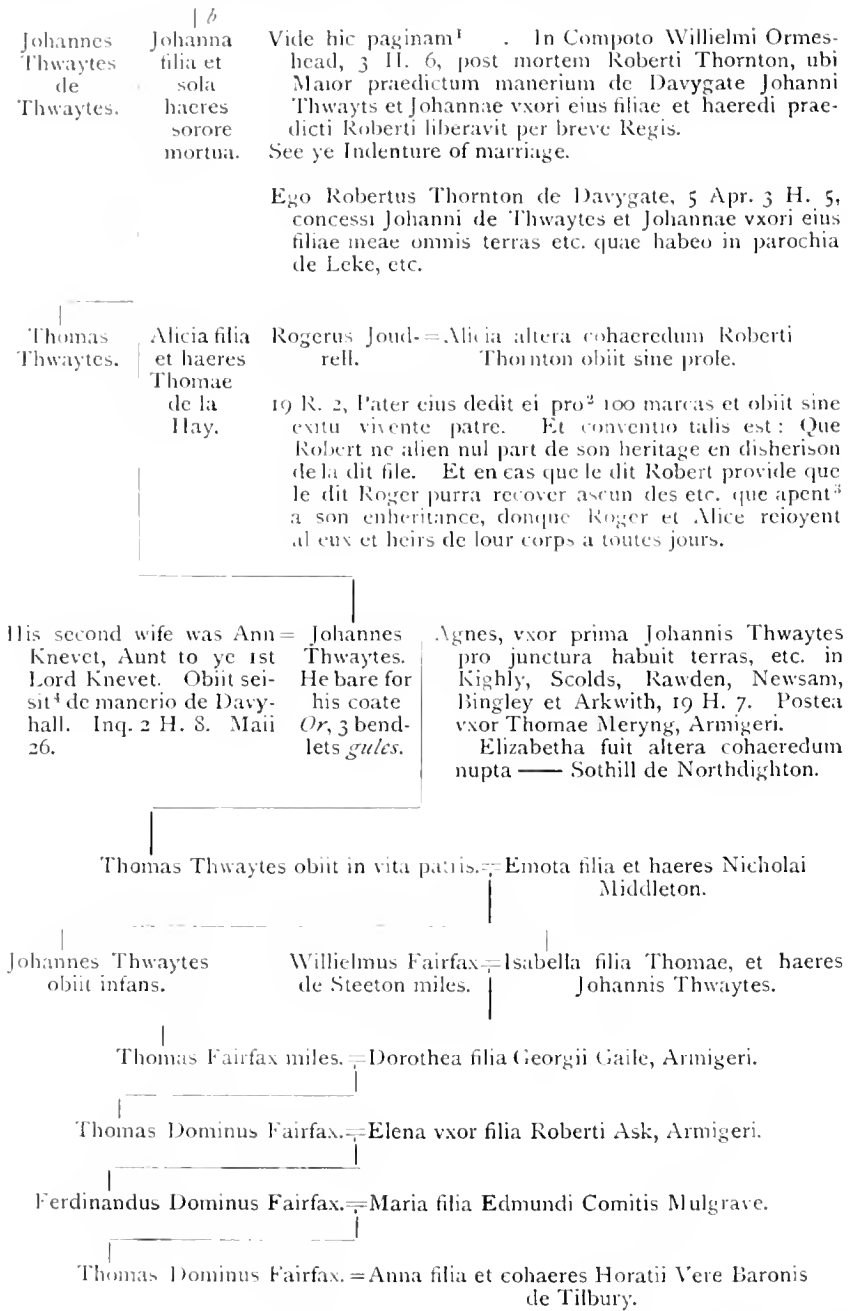 b
Johannes
Thwaytes
de
Thwaytes.
Johanna
filia et
sola
haeres
sorore
mortua.
Vide hic paginam¹ . In Compoto Willielmi Ormes-
head, 3 H. 6, post mortem Roberti Thornton, ubi
Maior praedictum manerium de Davygate Johanni
Thwayts et Johannae vxori eius filiae et haeredi prae-
dicti Roberti liberavit per breve Regis.
See ye Indenture of marriage.
Ego Robertus Thornton de Davygate, 5 Apr. 3 H. 5,
concessi Johanni de Thwaytes et Johannae vxori eius
filiae meae omnis terras etc. quae habeo in parochia
de Leke, etc.
Thomas
Thwaytes.
Alicia filia
et haeres
Thomae
de la
Hay.
Rogerus Joud-=Alicia altera cohaeredum Roberti
rell. Thornton obiit sine prole.
19 R. 2, Pater eius dedit ei pro² 100 marcas et obiit sine
exitu vivente patre. Et conventio talis est: Que
Robert ne alien nul part de son heritage en disherison
de la dit file. Et en cas que le dit Robert provide que
le dit Roger purra recover ascun des etc. que apent³
a son enheritance, donque Roger et Alice reioyent
al eux et heirs de lour corps a toutes jours.
His second wife was Ann=
Knevet, Aunt to ye 1st
Lord Knevet. Obiit sei-
sit⁴ de manerio de Davy-
hall. Inq. 2 H. 8. Maii
26.
Johannes
Thwaytes.
He bare for
his coate
Or, 3 bend-
lets gules.
Agnes, vxor prima Johannis Thwaytes
pro junctura habuit terras, etc. in
Kighly, Scolds, Rawden, Newsam,
Bingley et Arkwith, 19 H. 7. Postea
vxor Thomae Meryng, Armigeri.
Elizabetha fuit altera cohaeredum
nupta —— Sothill de Northdighton.
Thomas Thwaytes obiit in vita patris.=Emota filia et haeres Nicholai
Middleton.
Johannes Thwaytes
obiit infans.
Willielmus Fairfax=Isabella filia Thomae, et haeres
de Steeton miles. Johannis Thwaytes.
Thomas Fairfax miles.=Dorothea filia Georgii Gaile, Armigeri.
Thomas Dominus Fairfax.=Elena vxor filia Roberti Ask, Armigeri.
Ferdinandus Dominus Fairfax.=Maria filia Edmundi Comitis Mulgrave.
Thomas Dominus Fairfax.=Anna filia et cohaeres Horatii Vere Baronis
de Tilbury.